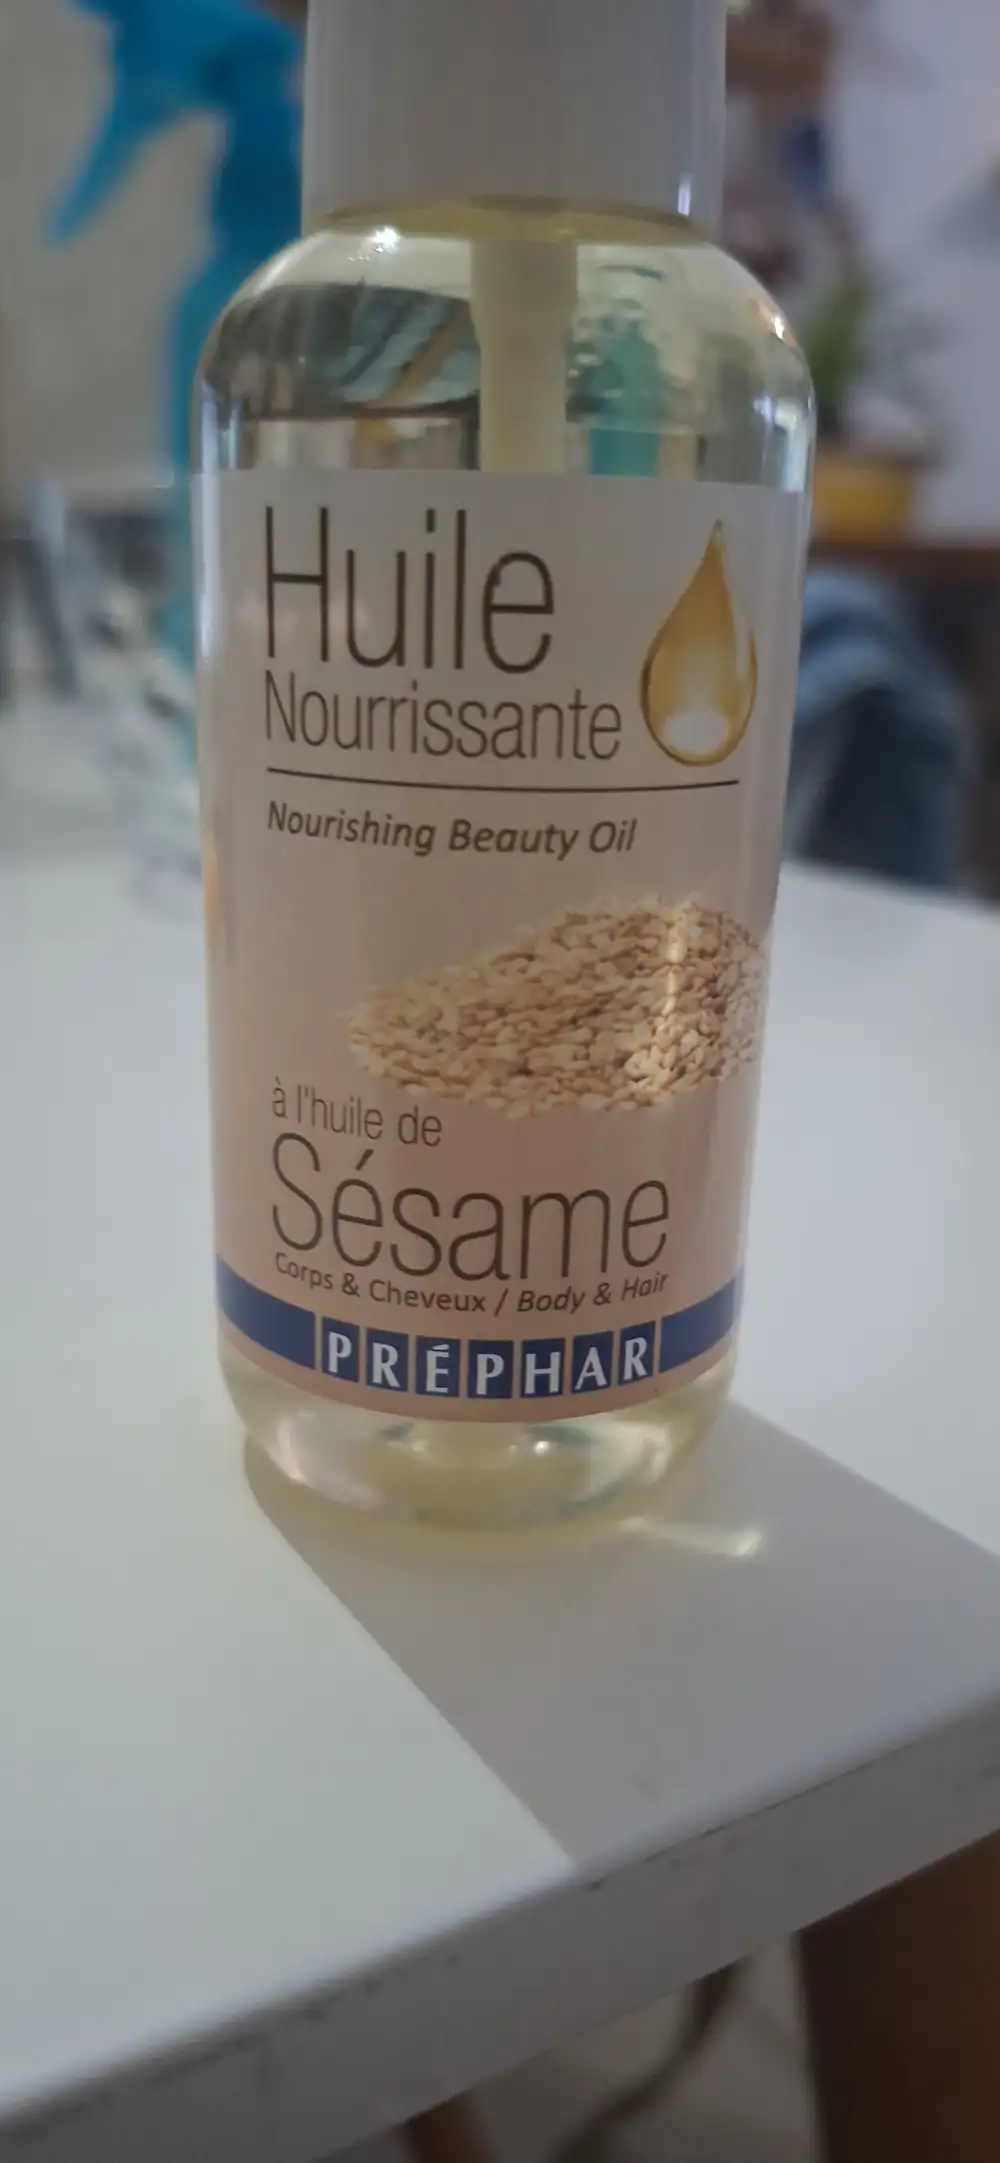 Huile
Nourrissante
Nourishing Beauty Oil
à l'huile de
Sésame
Corps & Cheveux / Body & Hair
PRÉPHAR